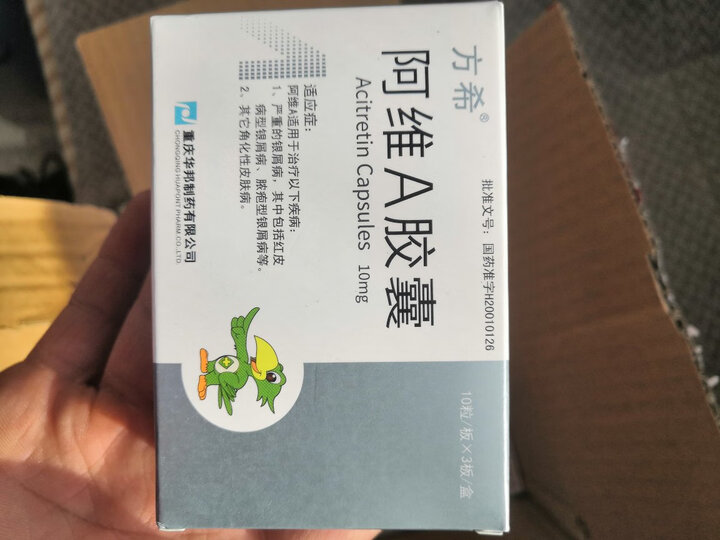 方希®
阿维A胶囊
Acitretin Capsules 10mg
批准文号：国药准字H20010126
适应症：
阿维A适用于治疗以下疾病：
1、严重的银屑病，其中包括红皮
病型银屑病、脓疱型银屑病等。
2、其它角化性皮肤病。
重庆华邦制药有限公司
CHONGQING HUAPONT PHARM CO.,LTD.
10粒/板×3板/盒